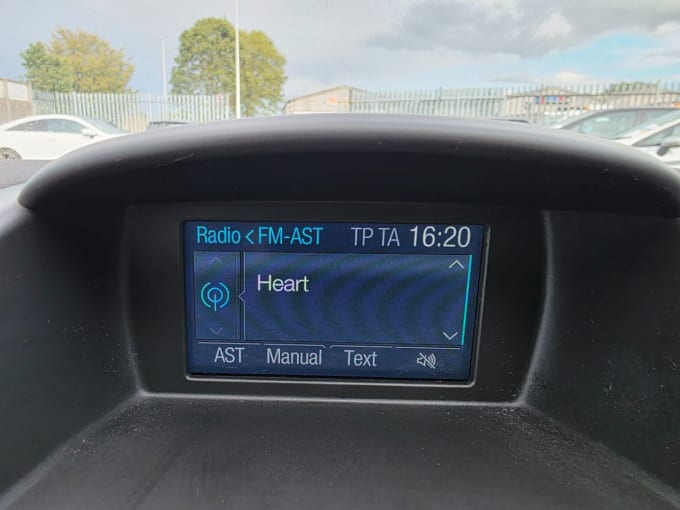 Radio < FM-AST TP TA 16:20
Heart
AST Manual Text